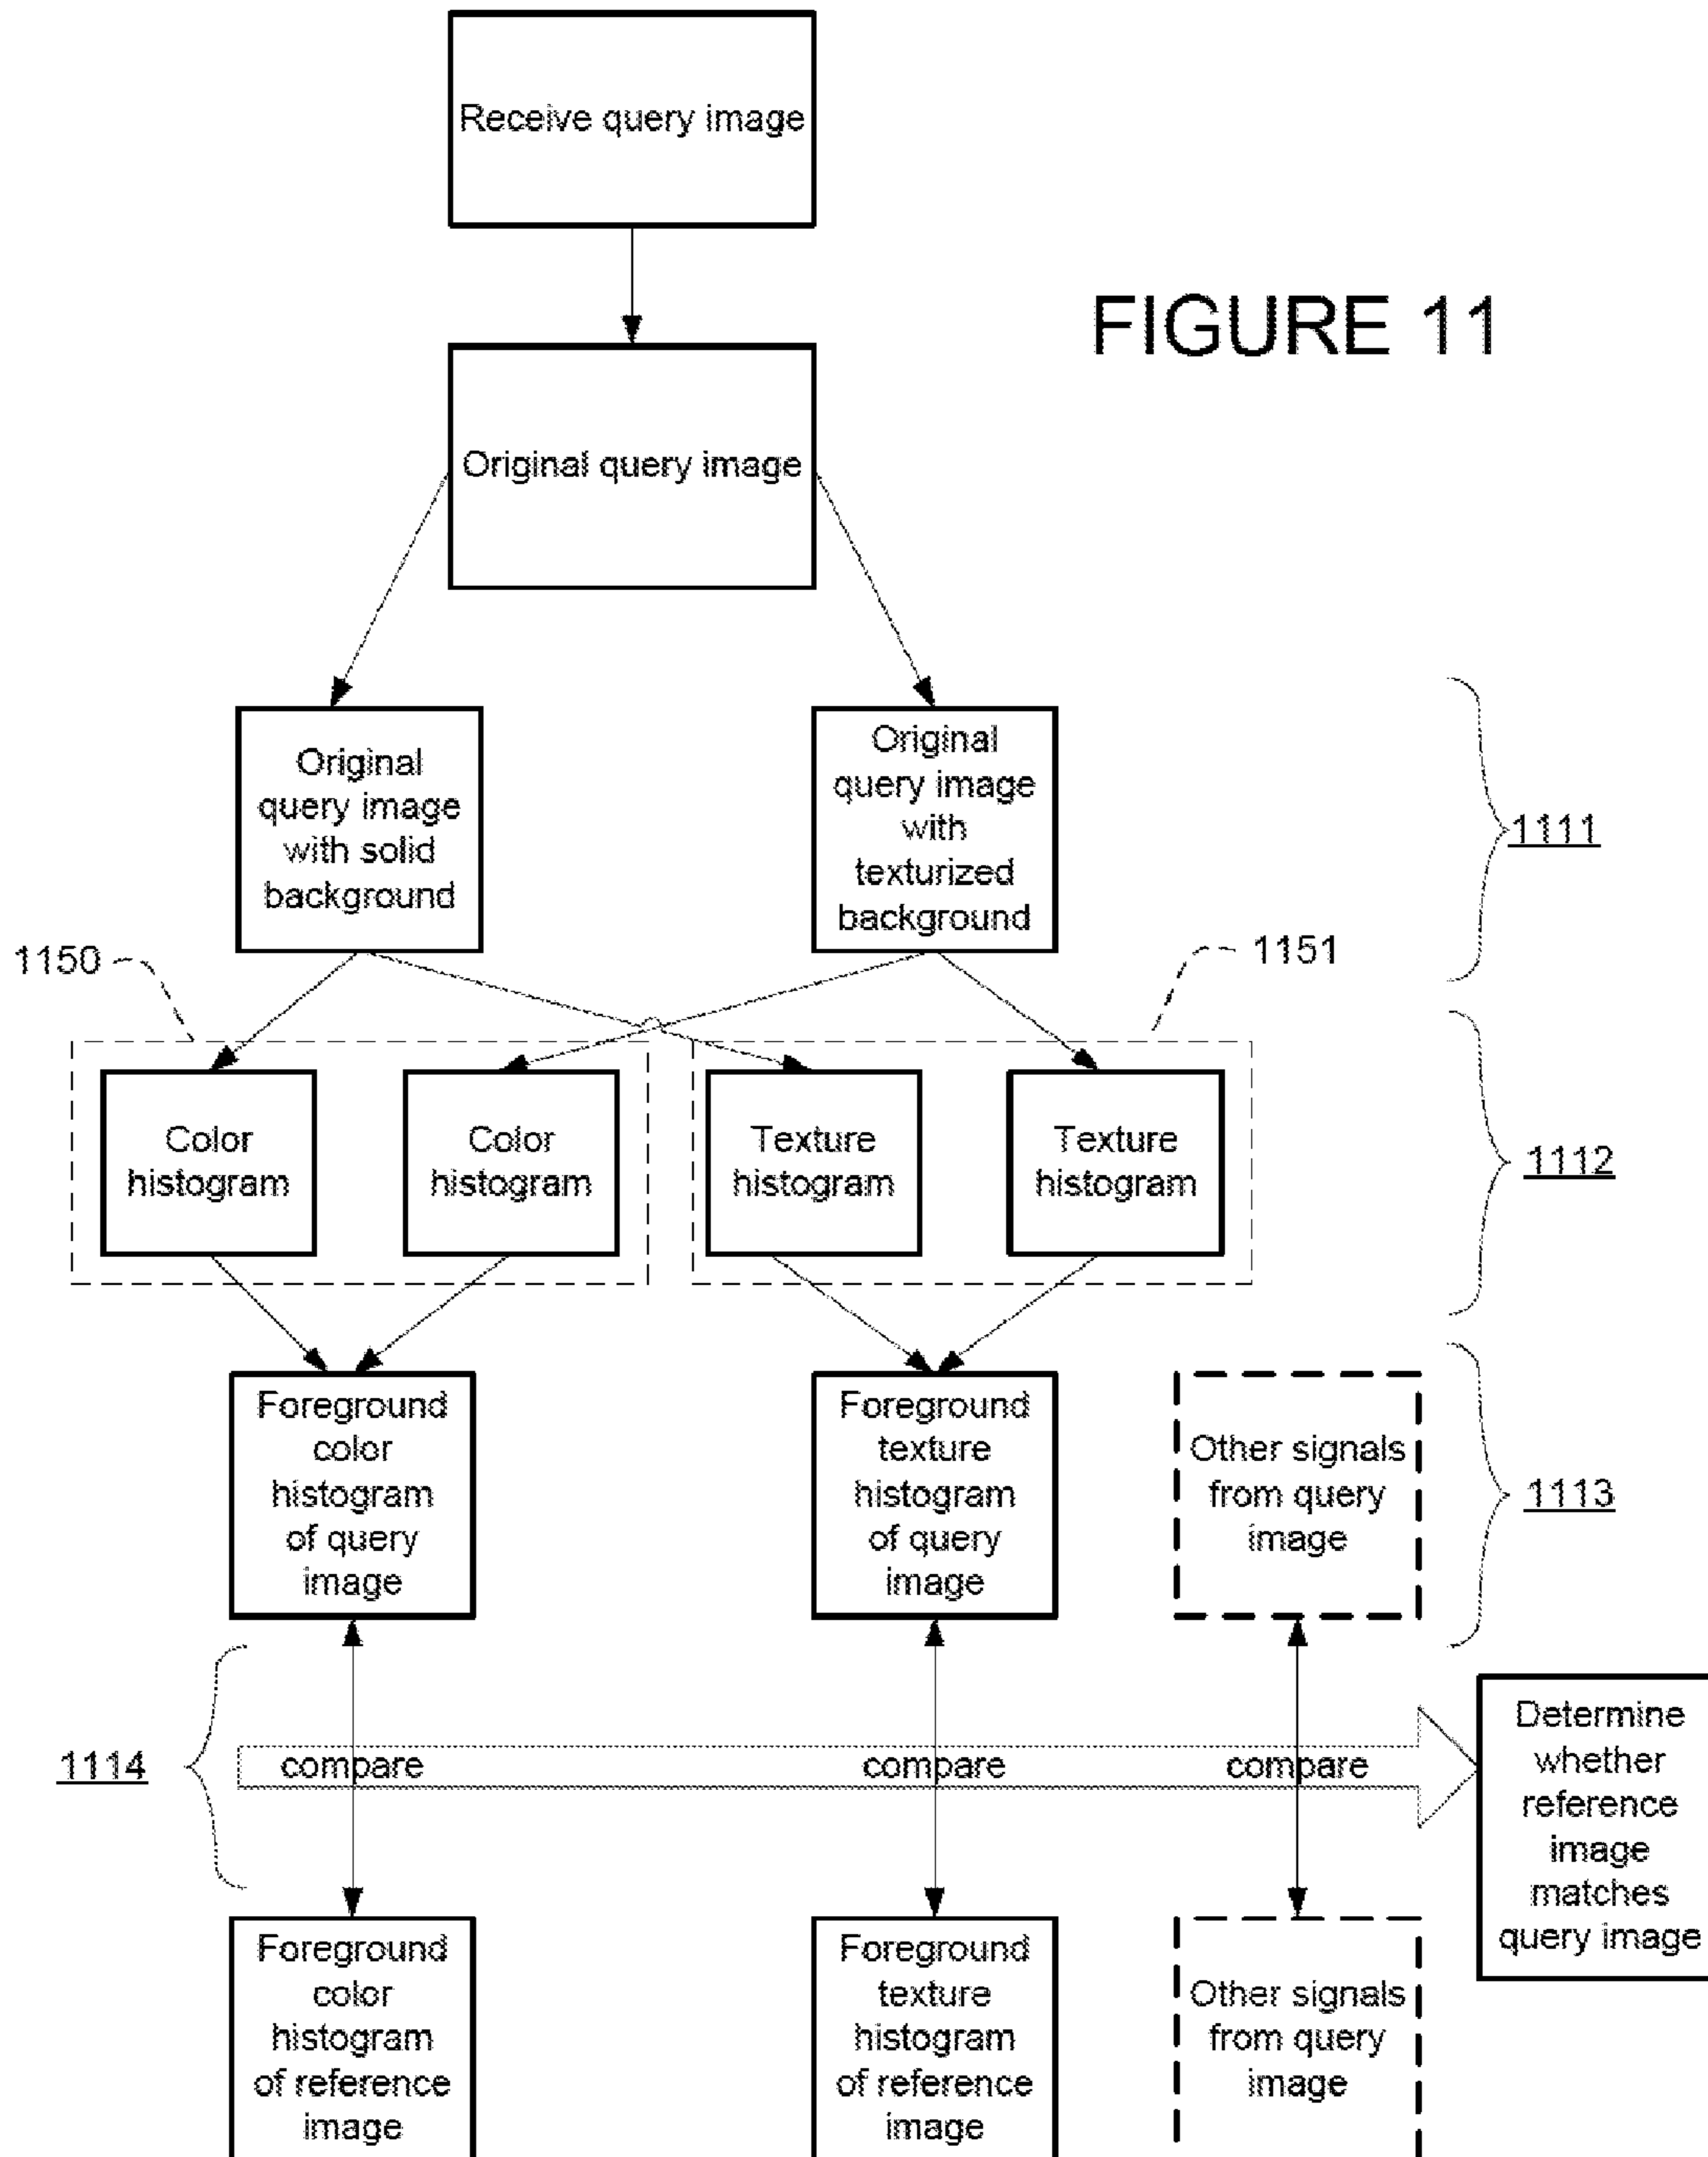 Receive query image
FIGURE 11
Original query image
Original
query image
with solid
background
Original
query image
with
texturized
background
1111
1150
1151
Color
histogram
Color
histogram
Texture
histogram
Texture
histogram
1112
Foreground
color
histogram
of query
image
Foreground
texture
histogram
of query
image
Other signals
from query
image
1113
1114
compare
compare
compare
Determine
whether
reference
image
matches
query image
Foreground
color
histogram
of reference
image
Foreground
texture
histogram
of reference
image
Other signals
from query
image